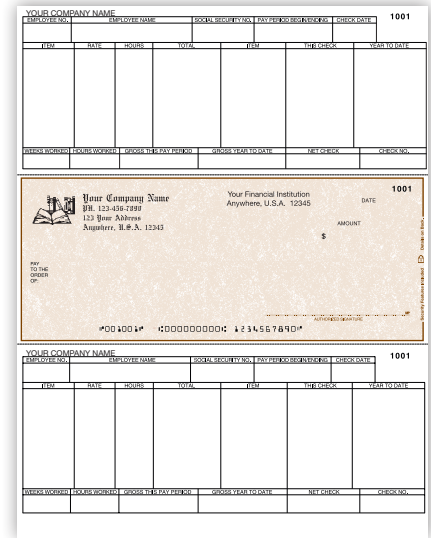 YOUR COMPANY NAME
EMPLOYEE NO. EMPLOYEE NAME SOCIAL SECURITY NO. PAY PERIOD BEGIN/ENDING CHECK DATE 1001
ITEM RATE HOURS TOTAL ITEM THIS CHECK YEAR TO DATE
WEEKS WORKED HOURS WORKED GROSS THIS PAY PERIOD GROSS YEAR TO DATE NET CHECK CHECK NO.
1001
Your Company Name Your Financial Institution
PH. 123-456-7890 Anywhere, U.S.A. 12345 DATE
123 Your Address
Anywhere, U.S.A. 12345 AMOUNT
$
PAY
TO THE
ORDER
OF:
AUTHORIZED SIGNATURE
Security Features Included Details on Back.
⑈001001⑈ ⑆000000000⑆ 1234567890⑈
YOUR COMPANY NAME
EMPLOYEE NO. EMPLOYEE NAME SOCIAL SECURITY NO. PAY PERIOD BEGIN/ENDING CHECK DATE 1001
ITEM RATE HOURS TOTAL ITEM THIS CHECK YEAR TO DATE
WEEKS WORKED HOURS WORKED GROSS THIS PAY PERIOD GROSS YEAR TO DATE NET CHECK CHECK NO.